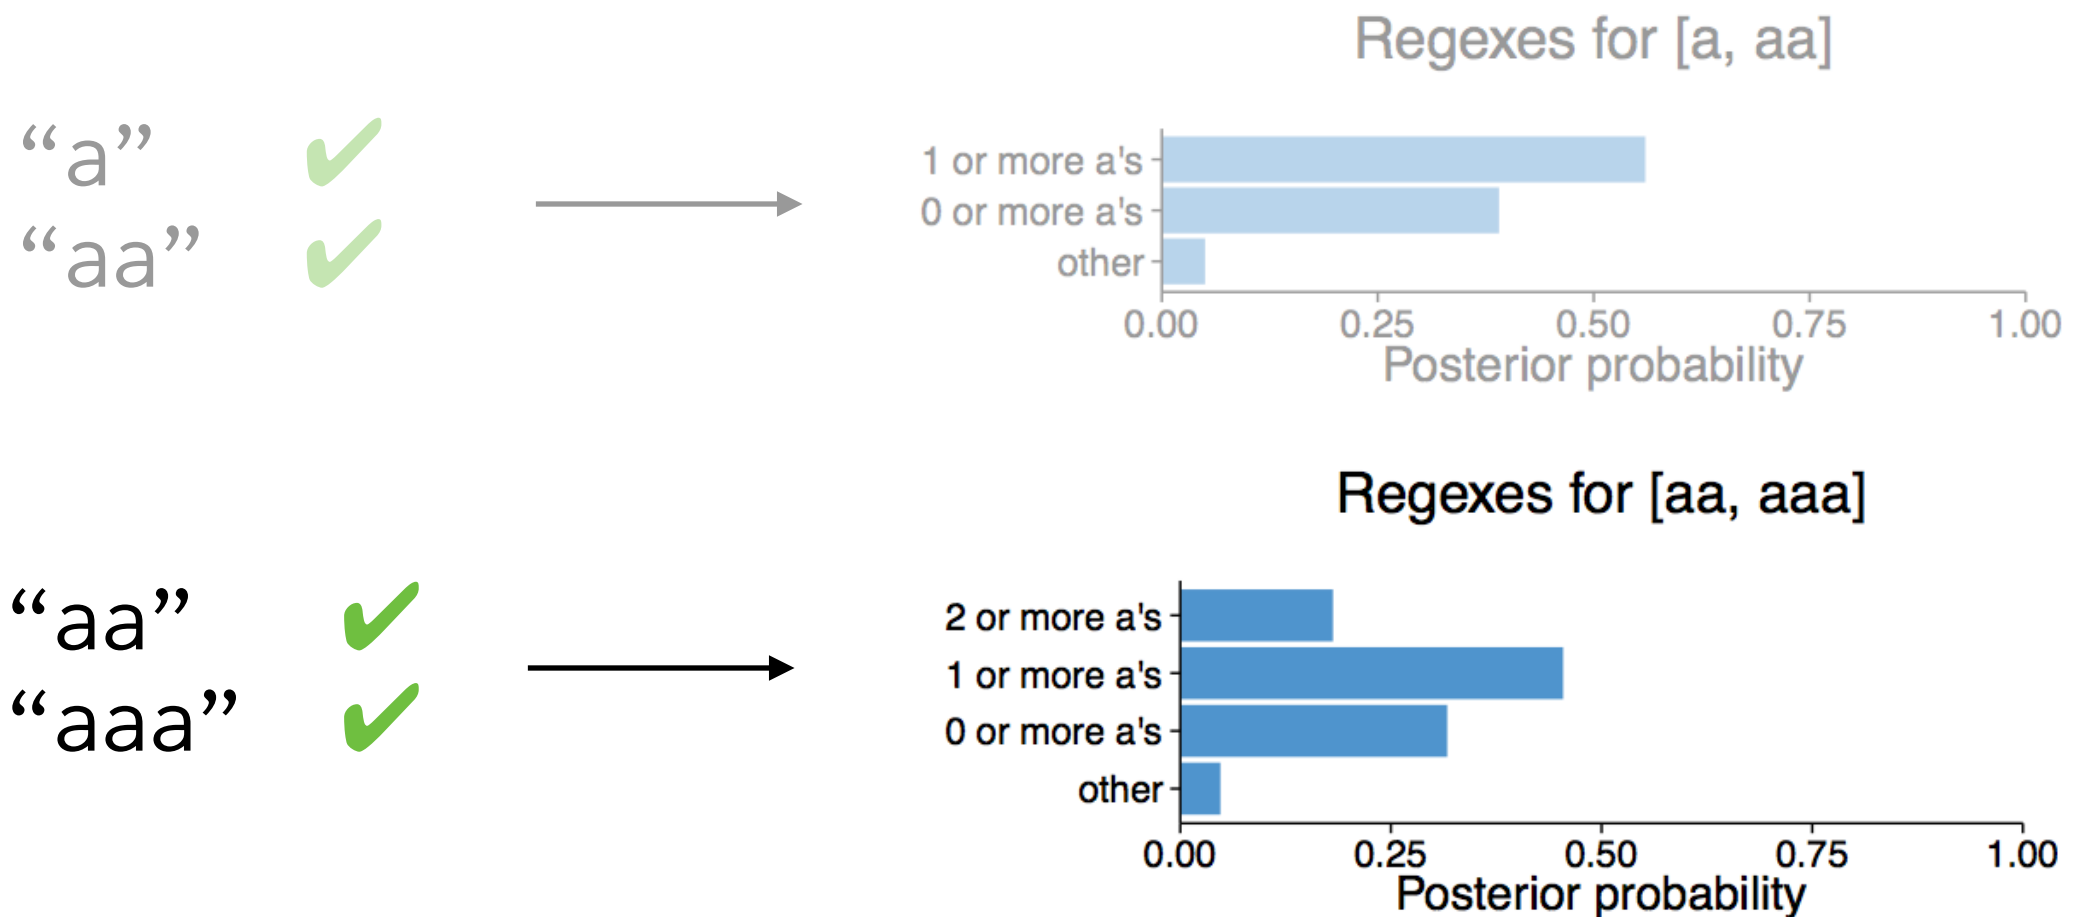 “a”
“aa”
Regexes for [a, aa]
1 or more a's
0 or more a's
other
0.00 0.25 0.50 0.75 1.00
Posterior probability
“aa”
“aaa”
Regexes for [aa, aaa]
2 or more a's
1 or more a's
0 or more a's
other
0.00 0.25 0.50 0.75 1.00
Posterior probability